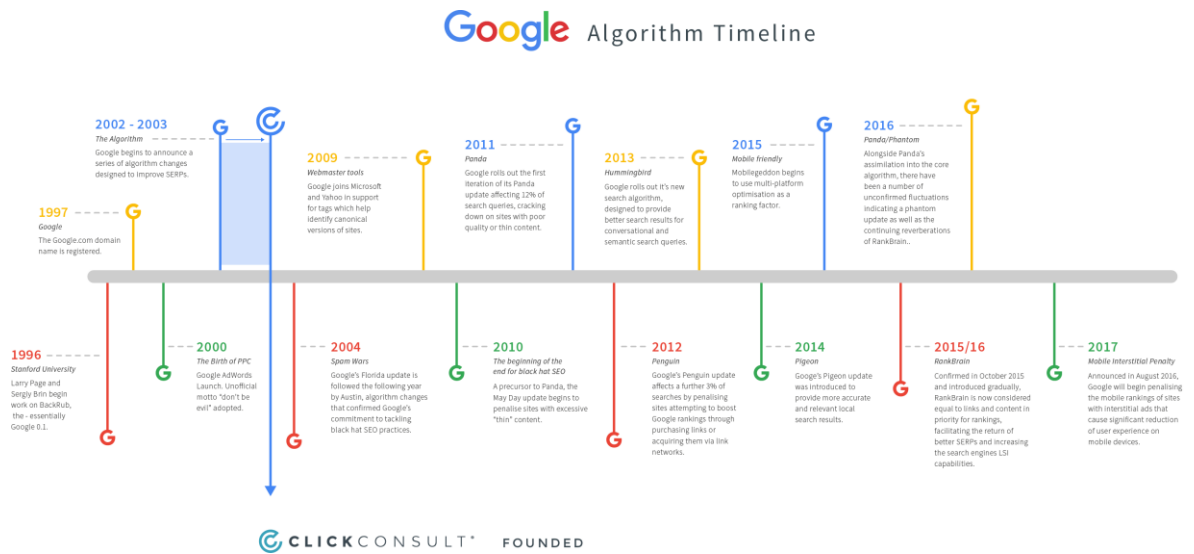 Google Algorithm Timeline
2002 - 2003
The Algorithm
Google begins to announce a
series of algorithm changes
designed to improve SERPs.
1997
Google
The Google.com domain
name is registered.
2009
Webmaster tools
Google joins Microsoft
and Yahoo in support
for tags which help
identify canonical
versions of sites.
2011
Panda
Google rolls out the first
iteration of its Panda
update affecting 12% of
search queries, cracking
down on sites with poor
quality or thin content.
2013
Hummingbird
Google rolls out it's new
search algorithm,
designed to provide
better search results for
conversational and
semantic search queries.
2015
Mobile friendly
Mobilegeddon begins
to use multi-platform
optimisation as a
ranking factor.
2016
Panda/Phantom
Alongside Panda's
assimilation into the core
algorithm, there have
been a number of
unconfirmed fluctuations
indicating a phantom
update as well as the
continuing reverberations
of RankBrain..
1996
Stanford University
Larry Page and
Sergiy Brin begin
work on BackRub,
the - essentially
Google 0.1.
2000
The Birth of PPC
Google AdWords
Launch. Unofficial
motto "don't be
evil" adopted.
2004
Spam Wars
Google's Florida update is
followed the following year
by Austin, algorithm changes
that confirmed Google's
commitment to tackling
black hat SEO practices.
2010
The beginning of the
end for black hat SEO
A precursor to Panda, the
May Day update begins to
penalise sites with excessive
"thin" content.
2012
Penguin
Google's Penguin update
affects a further 3% of
searches by penalising
sites attempting to boost
Google rankings through
purchasing links or
acquiring them via link
networks.
2014
Pigeon
Googe's Pigeon update
was introduced to
provide more accurate
and relevant local
search results.
2015/16
RankBrain
Confirmed in October 2015
and introduced gradually,
RankBrain is now considered
equal to links and content in
priority for rankings,
facilitating the return of
better SERPs and increasing
the search engines LSI
capabilities.
2017
Mobile Interstitial Penalty
Announced in August 2016,
Google will begin penalising
the mobile rankings of sites
with interstitial ads that
cause significant reduction
of user experience on
mobile devices.
CLICKCONSULT FOUNDED